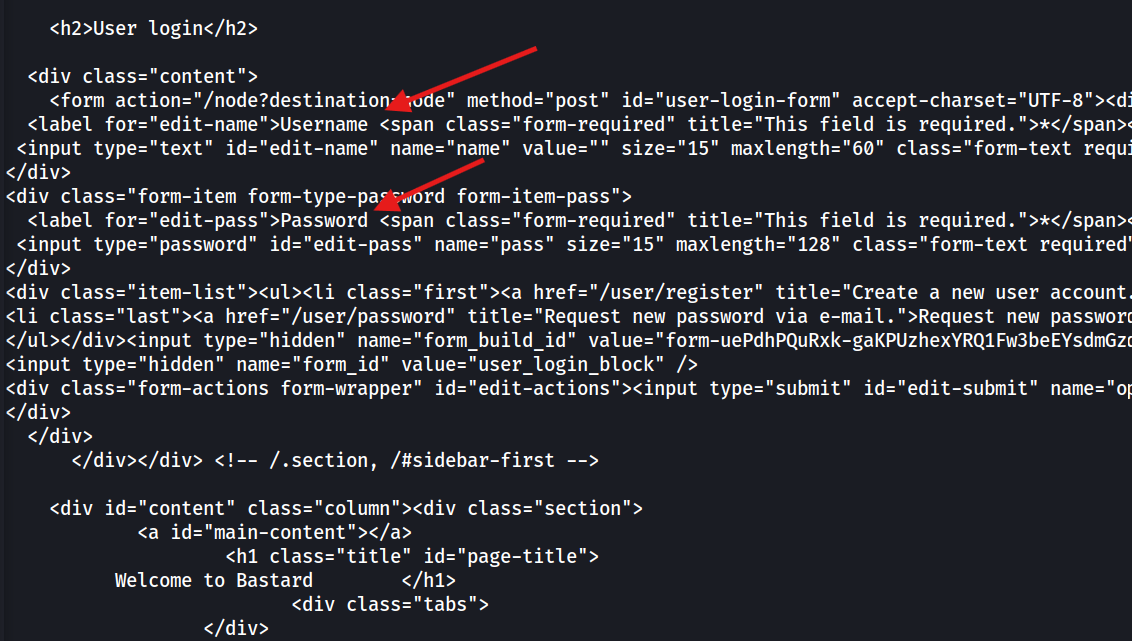 <h2>User login</h2>
<div class="content">
<form action="/node?destination=node" method="post" id="user-login-form" accept-charset="UTF-8"><di
<label for="edit-name">Username <span class="form-required" title="This field is required.">*</span>
<input type="text" id="edit-name" name="name" value="" size="15" maxlength="60" class="form-text requi
</div>
<div class="form-item form-type-password form-item-pass">
<label for="edit-pass">Password <span class="form-required" title="This field is required.">*</span>
<input type="password" id="edit-pass" name="pass" size="15" maxlength="128" class="form-text required"
</div>
<div class="item-list"><ul><li class="first"><a href="/user/register" title="Create a new user account.
<li class="last"><a href="/user/password" title="Request new password via e-mail.">Request new password
</ul></div><input type="hidden" name="form_build_id" value="form-uePdhPQuRxk-gaKPUzhexYRQ1Fw3beEYsdmGzd
<input type="hidden" name="form_id" value="user_login_block" />
<div class="form-actions form-wrapper" id="edit-actions"><input type="submit" id="edit-submit" name="op
</div>
</div>
</div></div> <!-- /.section, /#sidebar-first -->
<div id="content" class="column"><div class="section">
<a id="main-content"></a>
<h1 class="title" id="page-title">
Welcome to Bastard </h1>
<div class="tabs">
</div>